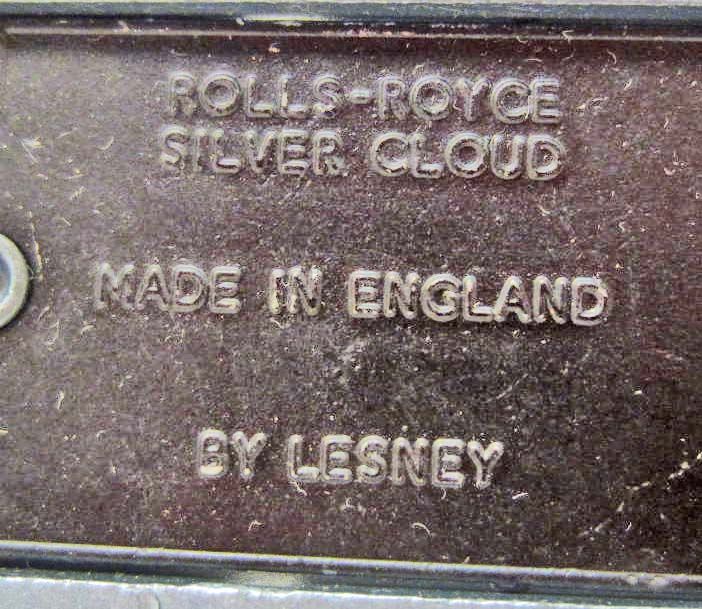 ROLLS-ROYCE
SILVER CLOUD
MADE IN ENGLAND
BY LESNEY